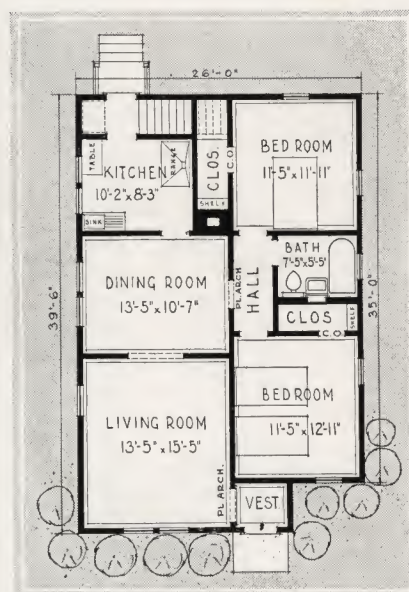 26'-0"
TABLE
KITCHEN
10'-2" x 8'-3"
RANGE
SINK
CLOS.
SHELF
C.O.
BED ROOM
11'-5" x 11'-11"
BATH
7'-5" x 5'-5"
DINING ROOM
13'-5" x 10'-7"
PL. ARCH
HALL
CLOS
SHELF
C.O.
39'-6"
35'-0"
LIVING ROOM
13'-5" x 15'-5"
PL. ARCH.
BED ROOM
11'-5" x 12'-11"
VEST.